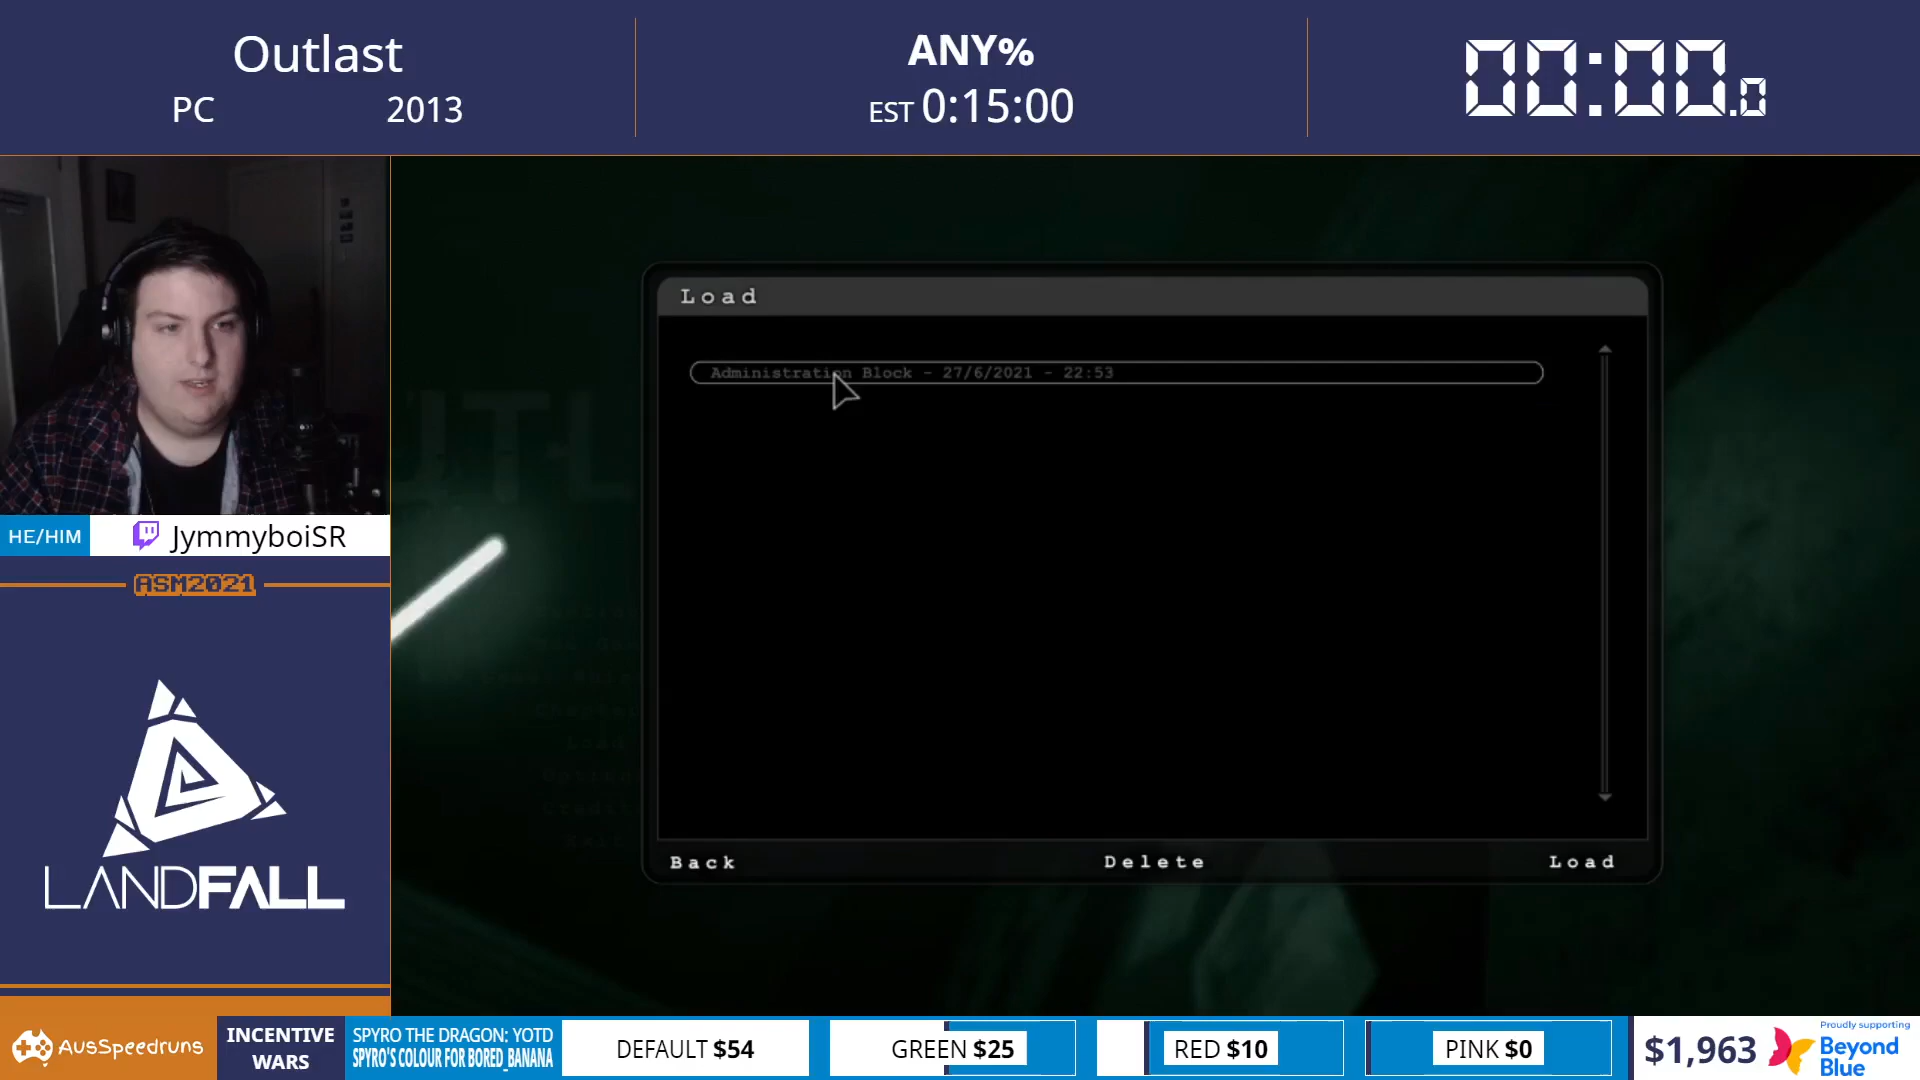 Outlast
PC 2013
ANY%
EST 0:15:00
00:00.0
Load
Administration Block - 27/6/2021 - 22:53
Back Delete Load
HE/HIM JymmyboiSR
ASM2021
LANDFALL
AusSpeedruns
INCENTIVE
WARS
SPYRO THE DRAGON: YOTD
SPYRO'S COLOUR FOR BORED_BANANA
DEFAULT $54
GREEN $25
RED $10
PINK $0
$1,963
Proudly supporting
Beyond
Blue